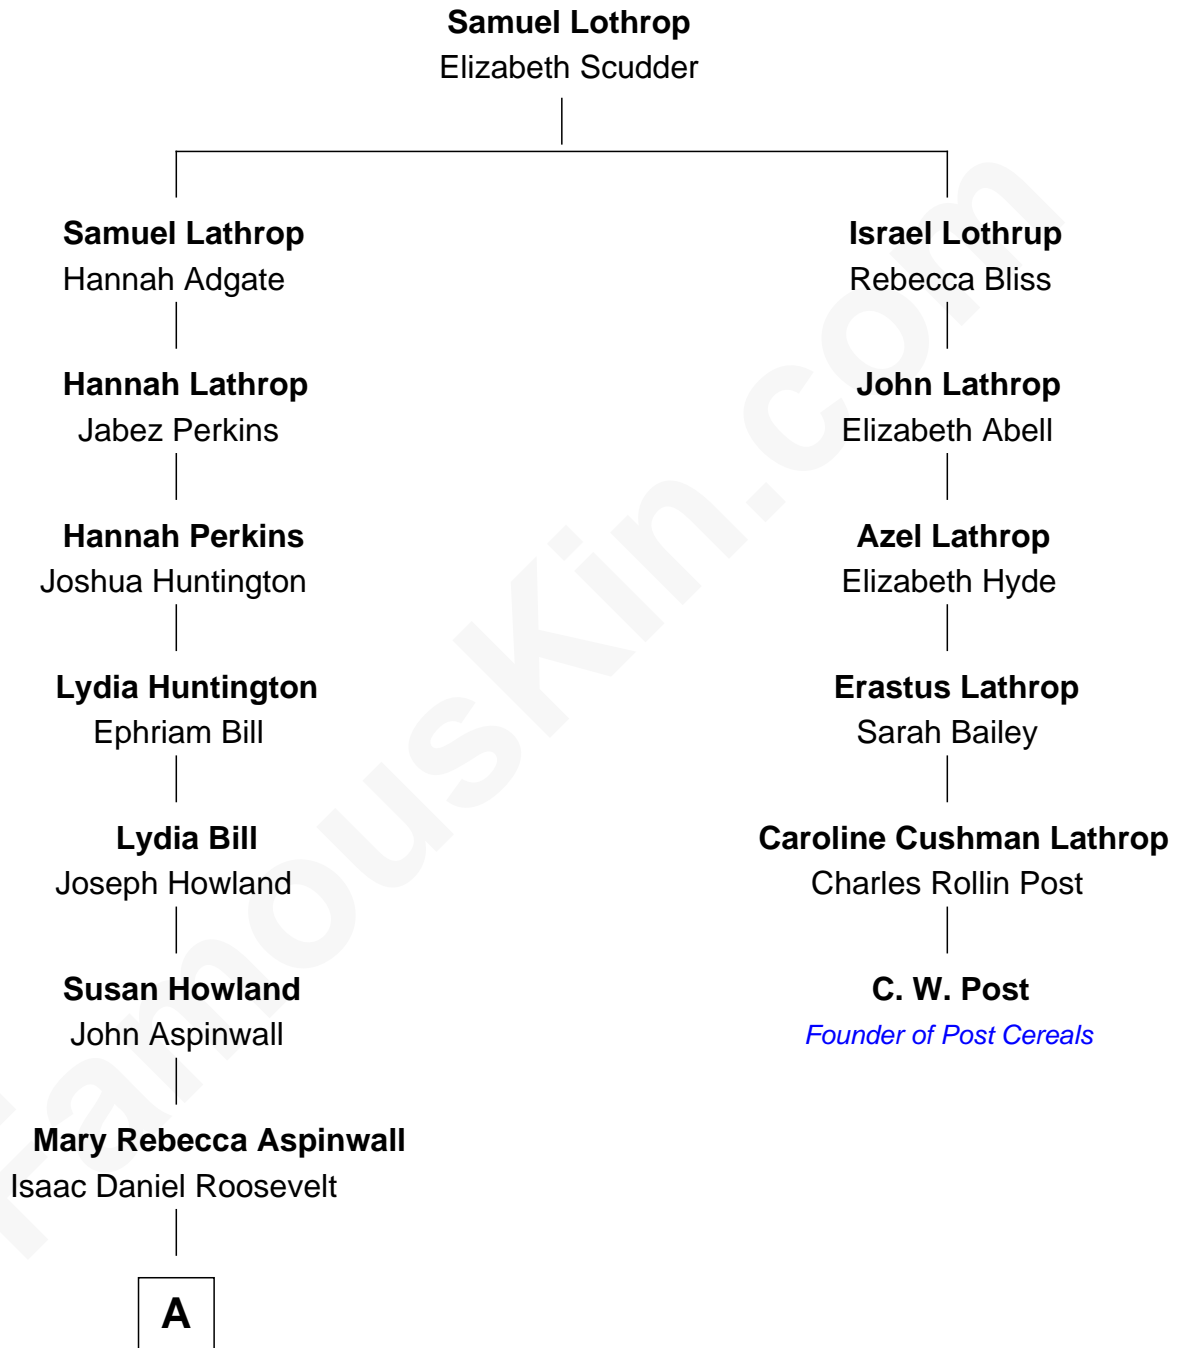 Samuel Lothrop
Elizabeth Scudder
Samuel Lathrop
Hannah Adgate
Hannah Lathrop
Jabez Perkins
Hannah Perkins
Joshua Huntington
Lydia Huntington
Ephriam Bill
Lydia Bill
Joseph Howland
Susan Howland
John Aspinwall
Mary Rebecca Aspinwall
Isaac Daniel Roosevelt
A
Israel Lothrup
Rebecca Bliss
John Lathrop
Elizabeth Abell
Azel Lathrop
Elizabeth Hyde
Erastus Lathrop
Sarah Bailey
Caroline Cushman Lathrop
Charles Rollin Post
C. W. Post
Founder of Post Cereals
FamousKin.com